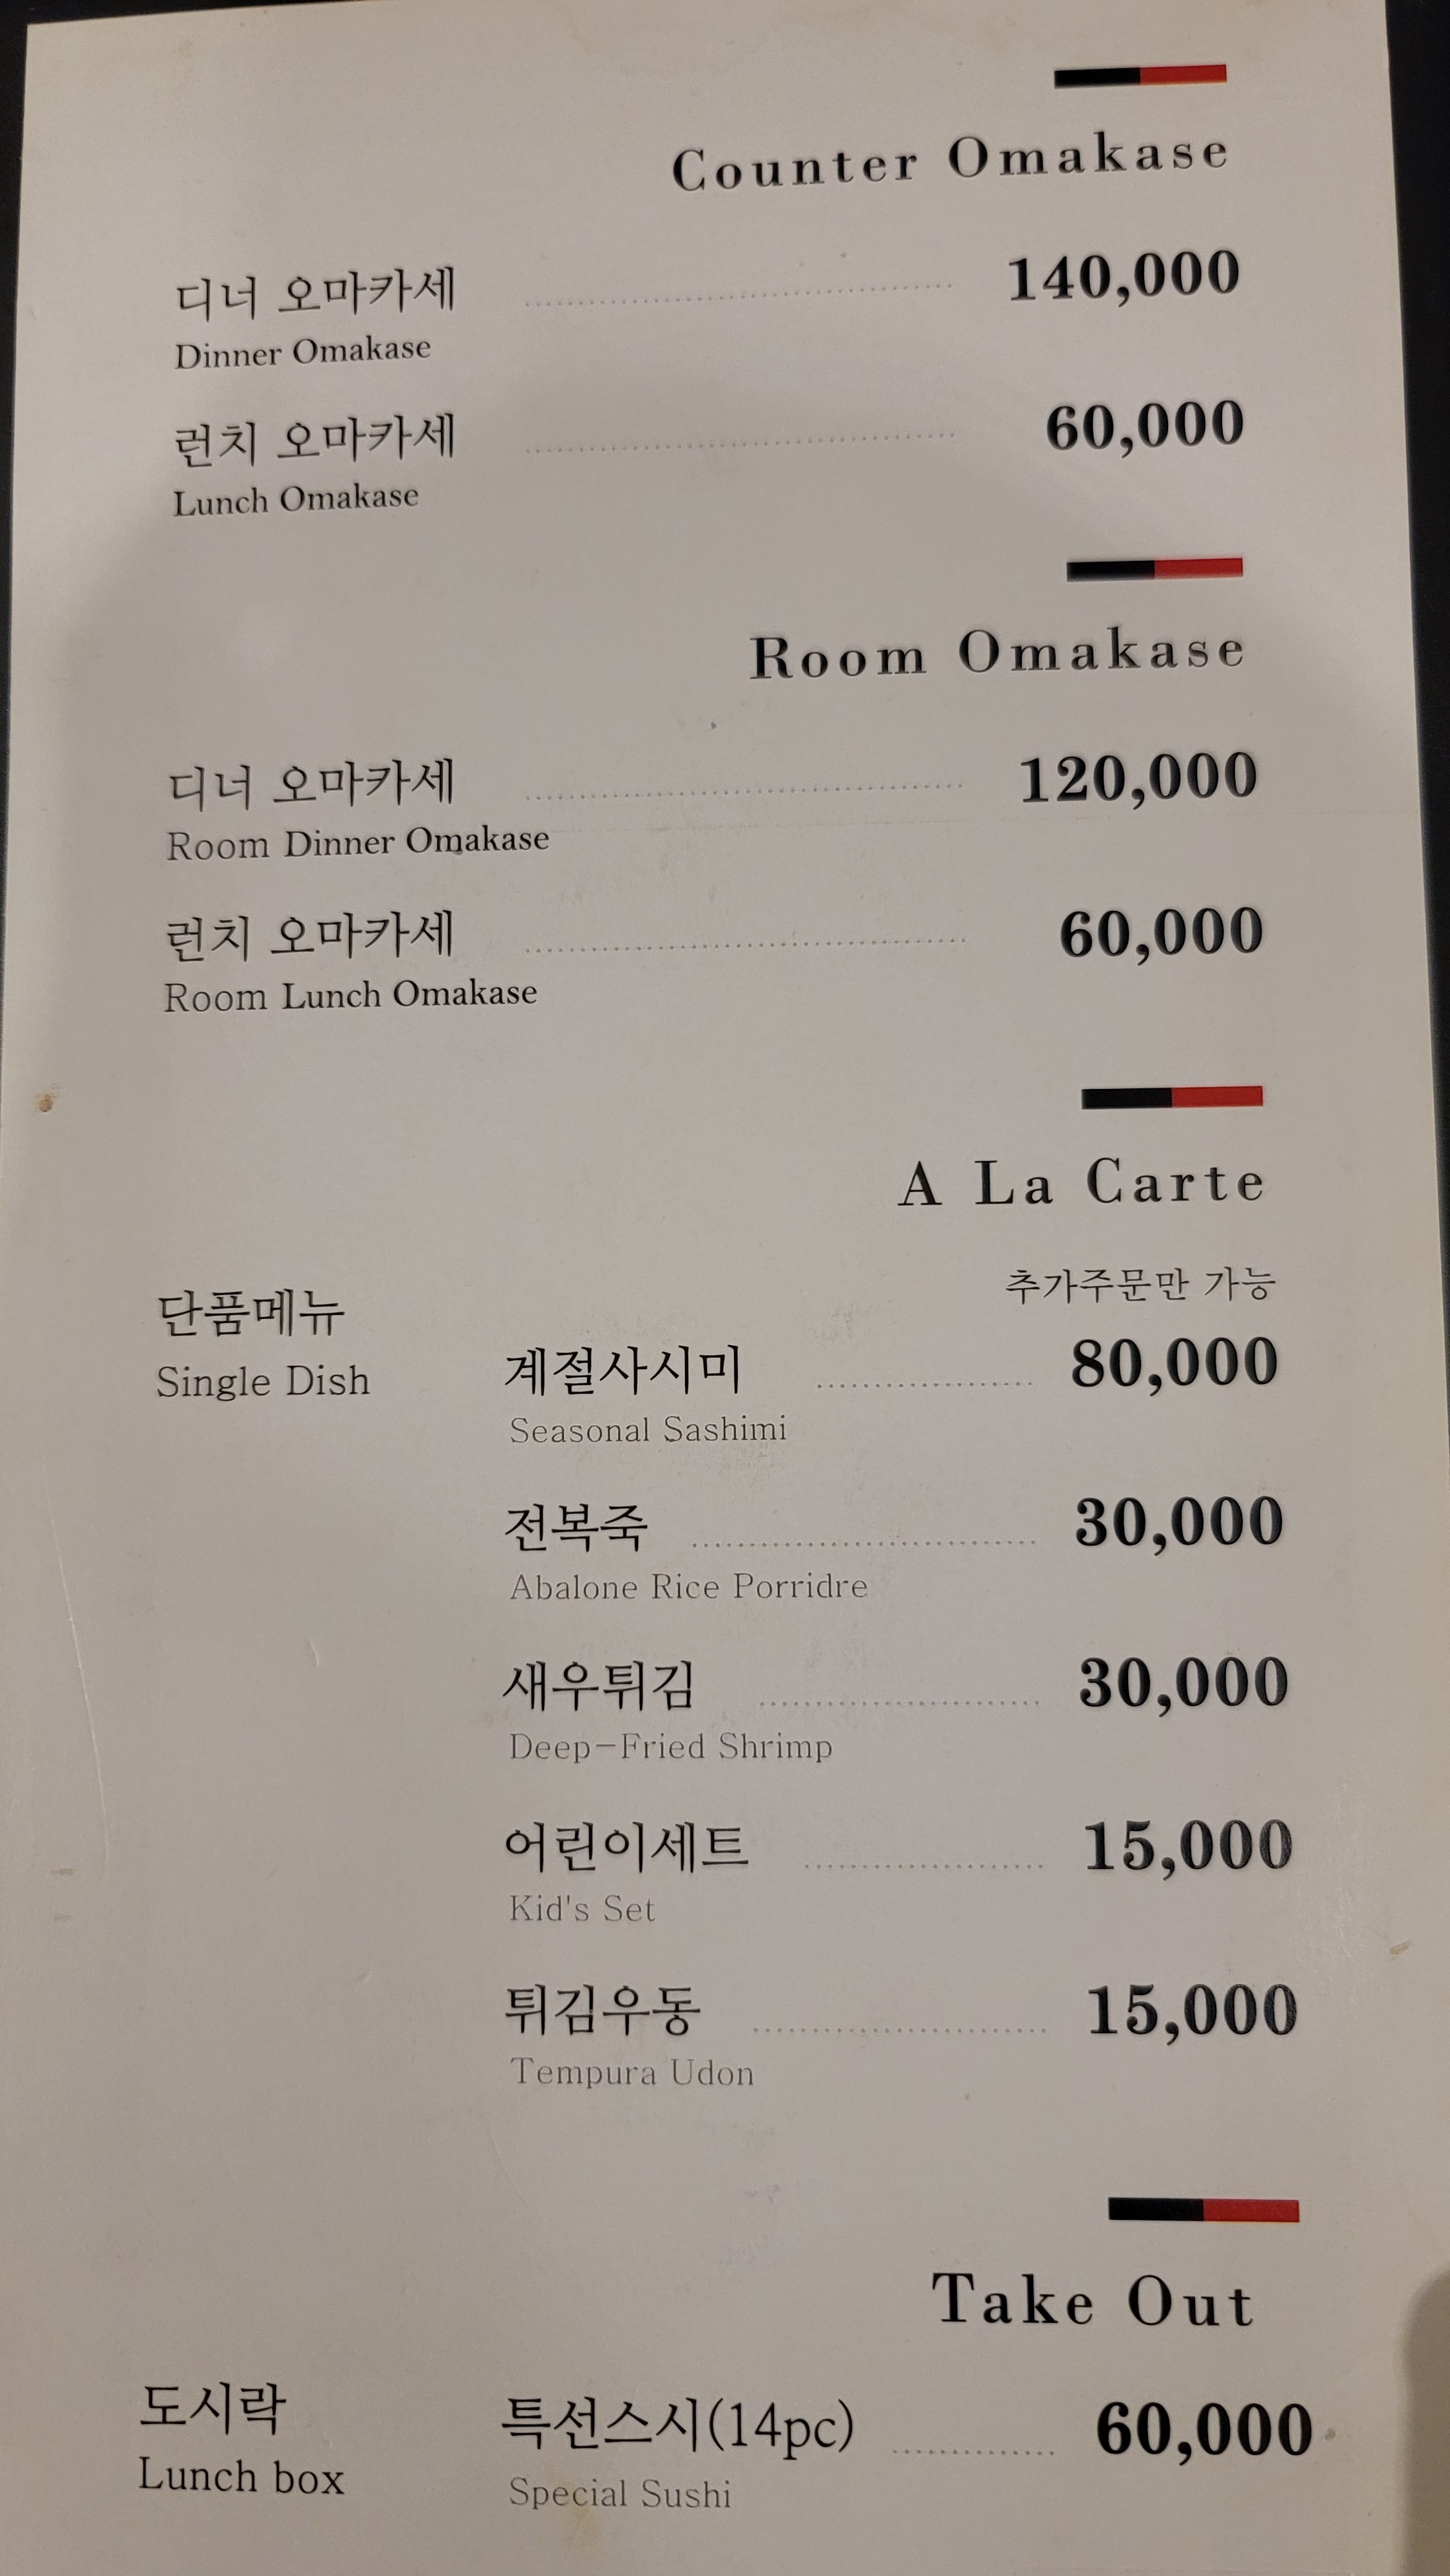 Counter Omakase
디너 오마카세 140,000
Dinner Omakase
런치 오마카세 60,000
Lunch Omakase
Room Omakase
디너 오마카세 120,000
Room Dinner Omakase
런치 오마카세 60,000
Room Lunch Omakase
A La Carte
추가주문만 가능
단품메뉴
Single Dish
계절사시미 80,000
Seasonal Sashimi
전복죽 30,000
Abalone Rice Porridre
새우튀김 30,000
Deep-Fried Shrimp
어린이세트 15,000
Kid's Set
튀김우동 15,000
Tempura Udon
Take Out
도시락
Lunch box
특선스시(14pc) 60,000
Special Sushi